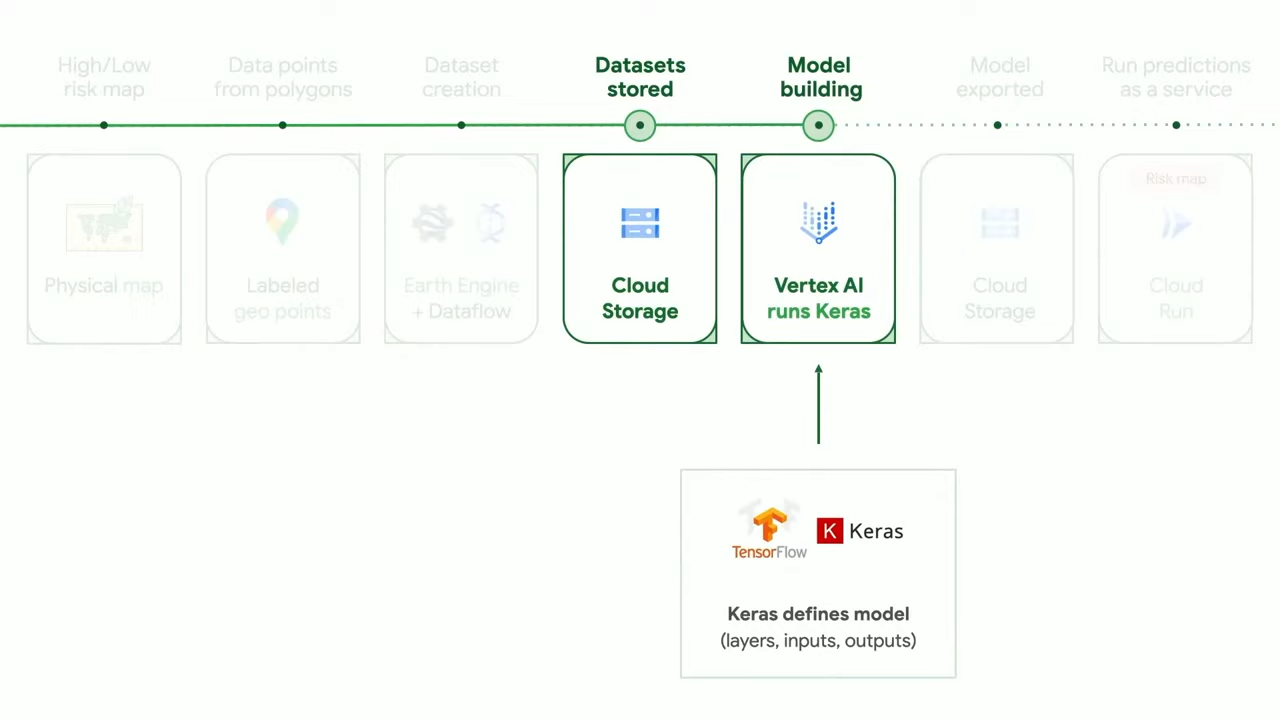 High/Low
risk map
Data points
from polygons
Dataset
creation
Datasets
stored
Model
building
Model
exported
Run predictions
as a service
Physical map
Labeled
geo points
Earth Engine
+ Dataflow
Cloud
Storage
Vertex AI
runs Keras
Cloud
Storage
Risk map
Cloud
Run
TensorFlow
K Keras
Keras defines model
(layers, inputs, outputs)